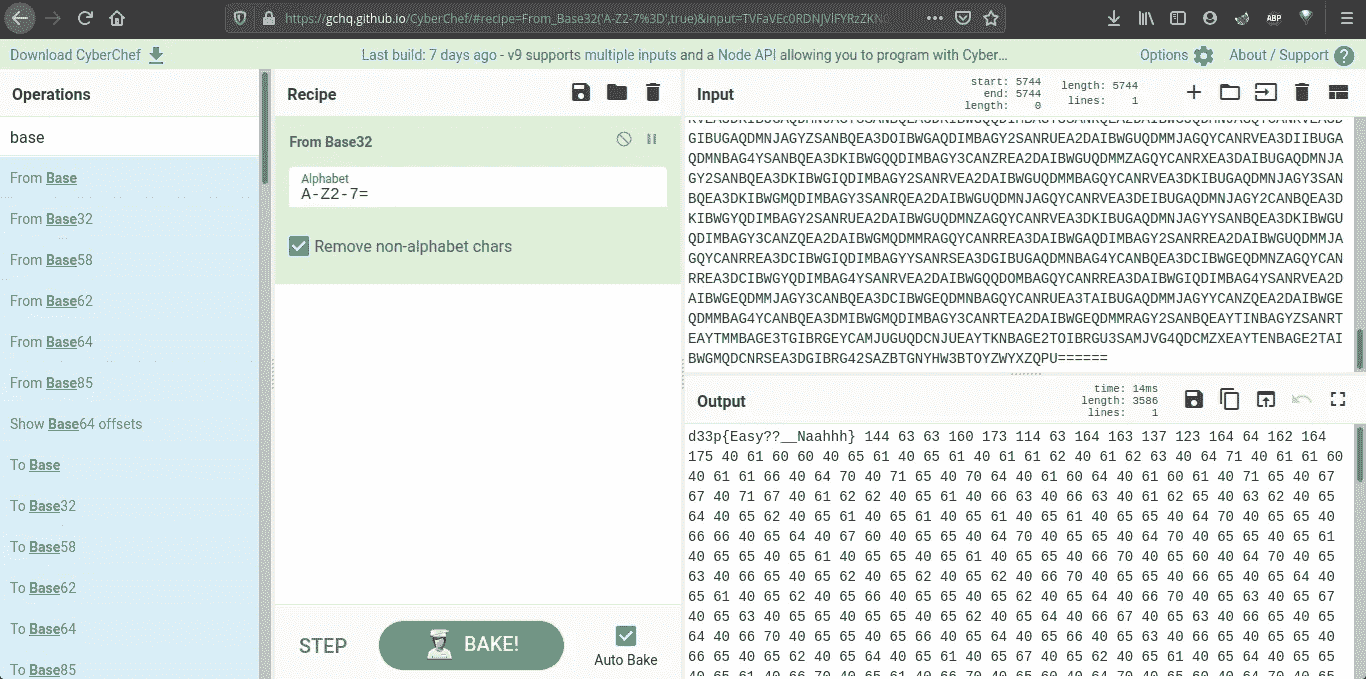 https://gchq.github.io/CyberChef/#recipe=From_Base32('A-Z2-7%3D',true)&input=
Download CyberChef
Last build: 7 days ago - v9 supports multiple inputs and a Node API allowing you to program with Cyber…
Options
About / Support
Operations
base
From Base
From Base32
From Base58
From Base62
From Base64
From Base85
Show Base64 offsets
To Base
To Base32
To Base58
To Base62
To Base64
To Base85
Recipe
From Base32
Alphabet
A-Z2-7=
Remove non-alphabet chars
STEP
BAKE!
Auto Bake
Input
start: 5744
end: 5744
length: 0
length: 5744
lines: 1
GIBUGAQDMNJAGYZSANBQEA3DOIBWGAQDIMBAGY2SANRUEA2DAIBWGUQDMMJAGQYCANRVEA3DIIBUGA
QDMNBAG4YSANBQEA3DKIBWGQQDIMBAGY3CANZREA2DAIBWGUQDMMZAGQYCANRXEA3DAIBUGAQDMNJA
GY2SANBQEA3DKIBWGIQDIMBAGY2SANRVEA2DAIBWGUQDMMBAGQYCANRVEA3DKIBUGAQDMNJAGY3SAN
BQEA3DKIBWGMQDIMBAGY3SANRQEA2DAIBWGUQDMNJAGQYCANRVEA3DEIBUGAQDMNJAGY2CANBQEA3D
KIBWGYQDIMBAGY2SANRUEA2DAIBWGUQDMNZAGQYCANRVEA3DKIBUGAQDMNJAGYYSANBQEA3DKIBWGU
QDIMBAGY3CANZQEA2DAIBWGMQDMMRAGQYCANRREA3DAIBWGAQDIMBAGY2SANRREA2DAIBWGUQDMMJA
GQYCANRREA3DCIBWGMQDIMBAGYYSANRSEA3DGIBUGAQDMNBAG4YCANBQEA3DCIBWGEQDMNZAGQYCAN
RREA3DCIBWGYQDIMBAG4YSANRVEA2DAIBWGQQDOMBAGQYCANRREA3DAIBWGIQDIMBAG4YSANRVEA2D
AIBWGEQDMMJAGY3CANBQEA3DCIBWGEQDMNBAGQYCANRUEA3TAIBUGAQDMMJAGYYCANZQEA2DAIBWGE
QDMMBAG4YCANBQEA3DMIBWGMQDIMBAGY3CANRTEA2DAIBWGEQDMMRAGY2SANBQEAYTINBAGYZSANRT
EAYTMMBAGE3TGIBRGEYCAMJUGUQDCNJUEAYTKNBAGE2TOIBRGU3SAMJVG4QDCMZXEAYTENBAGE2TAI
BWGMQDCNRSEA3DGIBRG42SAZBTGNYHW3BTOYZWYXZQPU======
Output
time: 14ms
length: 3586
lines: 1
d33p{Easy??__Naahhh} 144 63 63 160 173 114 63 164 163 137 123 164 64 162 164
175 40 61 60 60 40 65 61 40 65 61 40 61 61 62 40 61 62 63 40 64 71 40 61 61 60
40 61 61 66 40 64 70 40 71 65 40 70 64 40 61 60 64 40 61 60 61 40 71 65 40 67
67 40 71 67 40 61 62 62 40 65 61 40 66 63 40 66 63 40 61 62 65 40 63 62 40 65
64 40 65 62 40 65 61 40 65 61 40 65 61 40 65 61 40 65 65 40 64 70 40 65 65 40
66 66 40 65 64 40 67 60 40 65 65 40 64 70 40 65 65 40 64 70 40 65 65 40 65 61
40 65 65 40 65 61 40 65 65 40 65 61 40 65 65 40 66 70 40 65 60 40 64 70 40 65
63 40 66 65 40 65 62 40 65 62 40 65 62 40 66 70 40 65 65 40 66 65 40 65 64 40
65 61 40 65 62 40 65 66 40 65 65 40 65 62 40 65 64 40 66 70 40 65 63 40 65 67
40 65 63 40 65 65 40 65 65 40 65 62 40 65 64 40 66 67 40 65 63 40 66 65 40 65
64 40 66 70 40 65 65 40 65 66 40 65 64 40 65 66 40 65 63 40 66 65 40 65 65 40
66 65 40 65 62 40 65 64 40 65 61 40 65 67 40 65 62 40 65 61 40 65 64 40 65 65